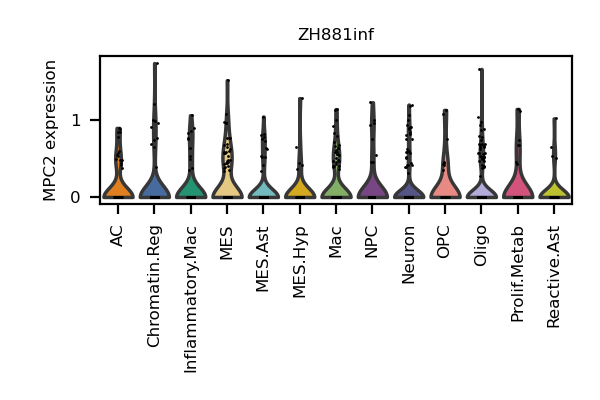 ZH881inf
MPC2 expression
1
0
AC
Chromatin.Reg
Inflammatory.Mac
MES
MES.Ast
MES.Hyp
Mac
NPC
Neuron
OPC
Oligo
Prolif.Metab
Reactive.Ast